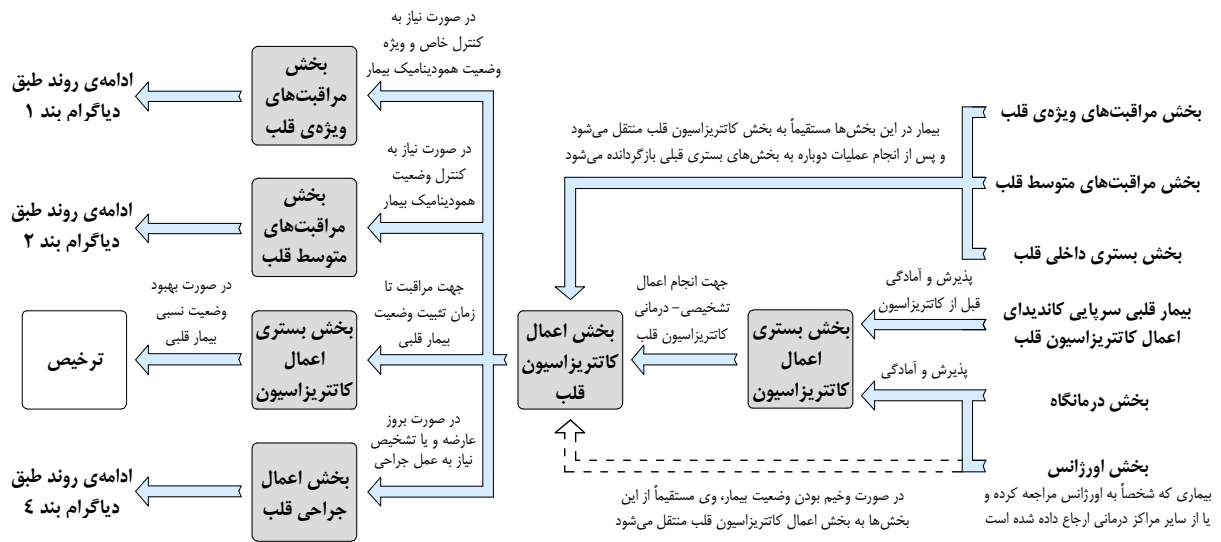 بخش مراقبت‌های ویژه‌ی قلب
بخش مراقبت‌های متوسط قلب
بخش بستری داخلی قلب
بیمار قلبی سرپایی کاندیدای
اعمال کاتتریزاسیون قلب
بخش درمانگاه
بخش اورژانس
بیماری که شخصاً به اورژانس مراجعه کرده و
یا از سایر مراکز درمانی ارجاع داده شده است
بیمار در این بخش‌ها مستقیماً به بخش کاتتریزاسیون قلب منتقل می‌شود
و پس از انجام عملیات دوباره به بخش‌های بستری قبلی بازگردانده می‌شود
پذیرش و آمادگی
قبل از کاتتریزاسیون
پذیرش و آمادگی
بخش بستری
اعمال
کاتتریزاسیون
جهت انجام اعمال
تشخیصی- درمانی
کاتتریزاسیون قلب
بخش اعمال
کاتتریزاسیون
قلب
در صورت وخیم بودن وضعیت بیمار، وی مستقیماً از این
بخش‌ها به بخش اعمال کاتتریزاسیون قلب منتقل می‌شود
در صورت نیاز به
کنترل خاص و ویژه
وضعیت همودینامیک بیمار
بخش
مراقبت‌های
ویژه‌ی قلب
ادامه‌ی روند طبق
دیاگرام بند ۱
در صورت نیاز به
کنترل وضعیت
همودینامیک بیمار
بخش
مراقبت‌های
متوسط قلب
ادامه‌ی روند طبق
دیاگرام بند ۲
جهت مراقبت تا
زمان تثبیت وضعیت
بیمار قلبی
بخش بستری
اعمال
کاتتریزاسیون
در صورت بهبود
وضعیت نسبی
بیمار قلبی
ترخیص
در صورت بروز
عارضه و یا تشخیص
نیاز به عمل جراحی
بخش اعمال
جراحی قلب
ادامه‌ی روند طبق
دیاگرام بند ٤